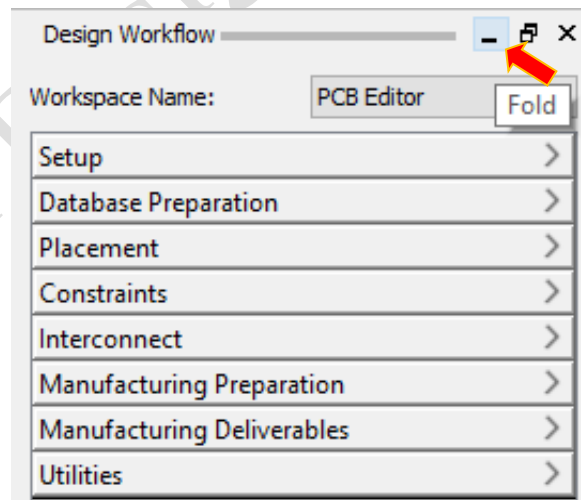 Design Workflow
Workspace Name: PCB Editor
Fold
Setup
Database Preparation
Placement
Constraints
Interconnect
Manufacturing Preparation
Manufacturing Deliverables
Utilities